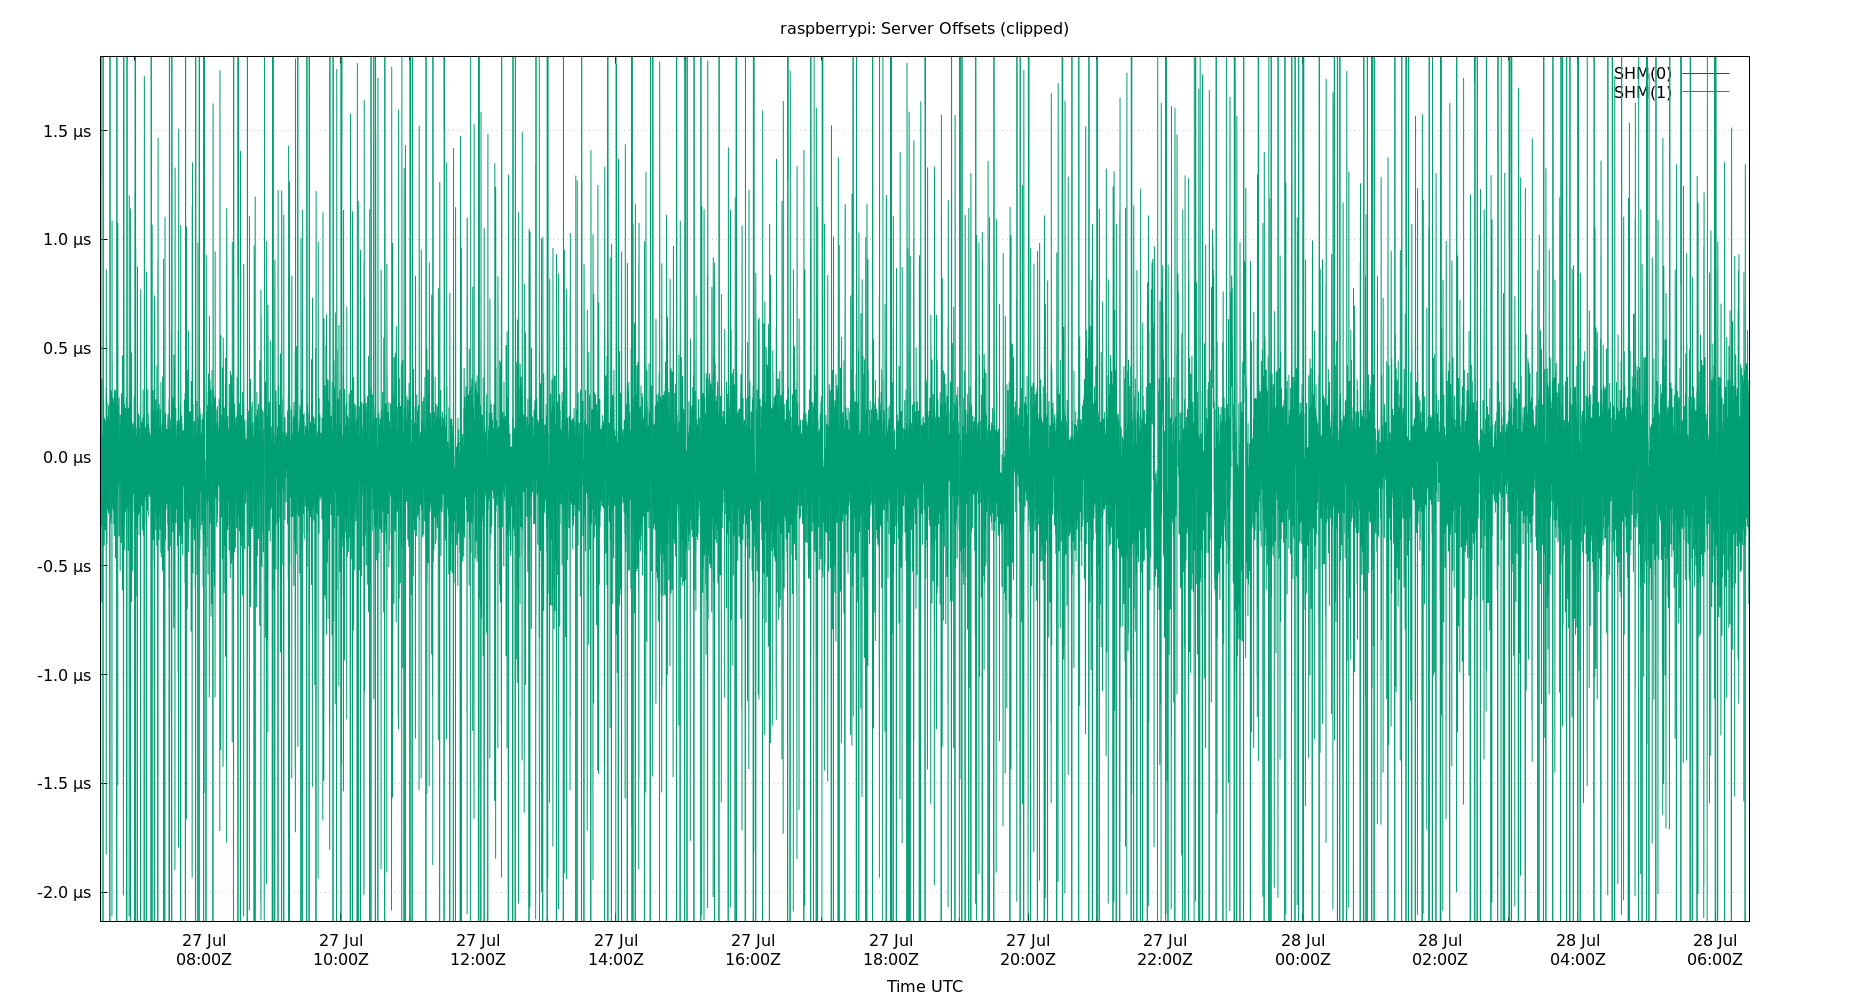 raspberrypi: Server Offsets (clipped)
SHM(0)
SHM(1)
1.5 µs
1.0 µs
0.5 µs
0.0 µs
-0.5 µs
-1.0 µs
-1.5 µs
-2.0 µs
27 Jul 27 Jul 27 Jul 27 Jul 27 Jul 27 Jul 27 Jul 27 Jul 28 Jul 28 Jul 28 Jul 28 Jul
08:00Z 10:00Z 12:00Z 14:00Z 16:00Z 18:00Z 20:00Z 22:00Z 00:00Z 02:00Z 04:00Z 06:00Z
Time UTC